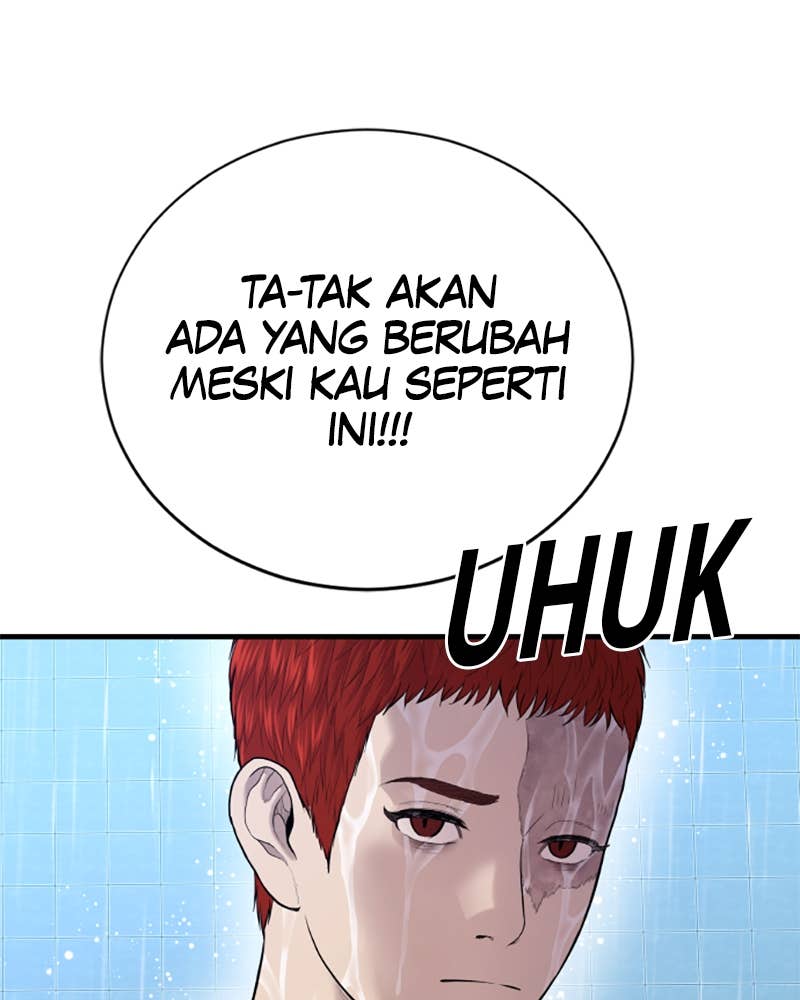 TA-TAK AKAN
ADA YANG BERUBAH
MESKI KAU SEPERTI
INI!!!
UHUK